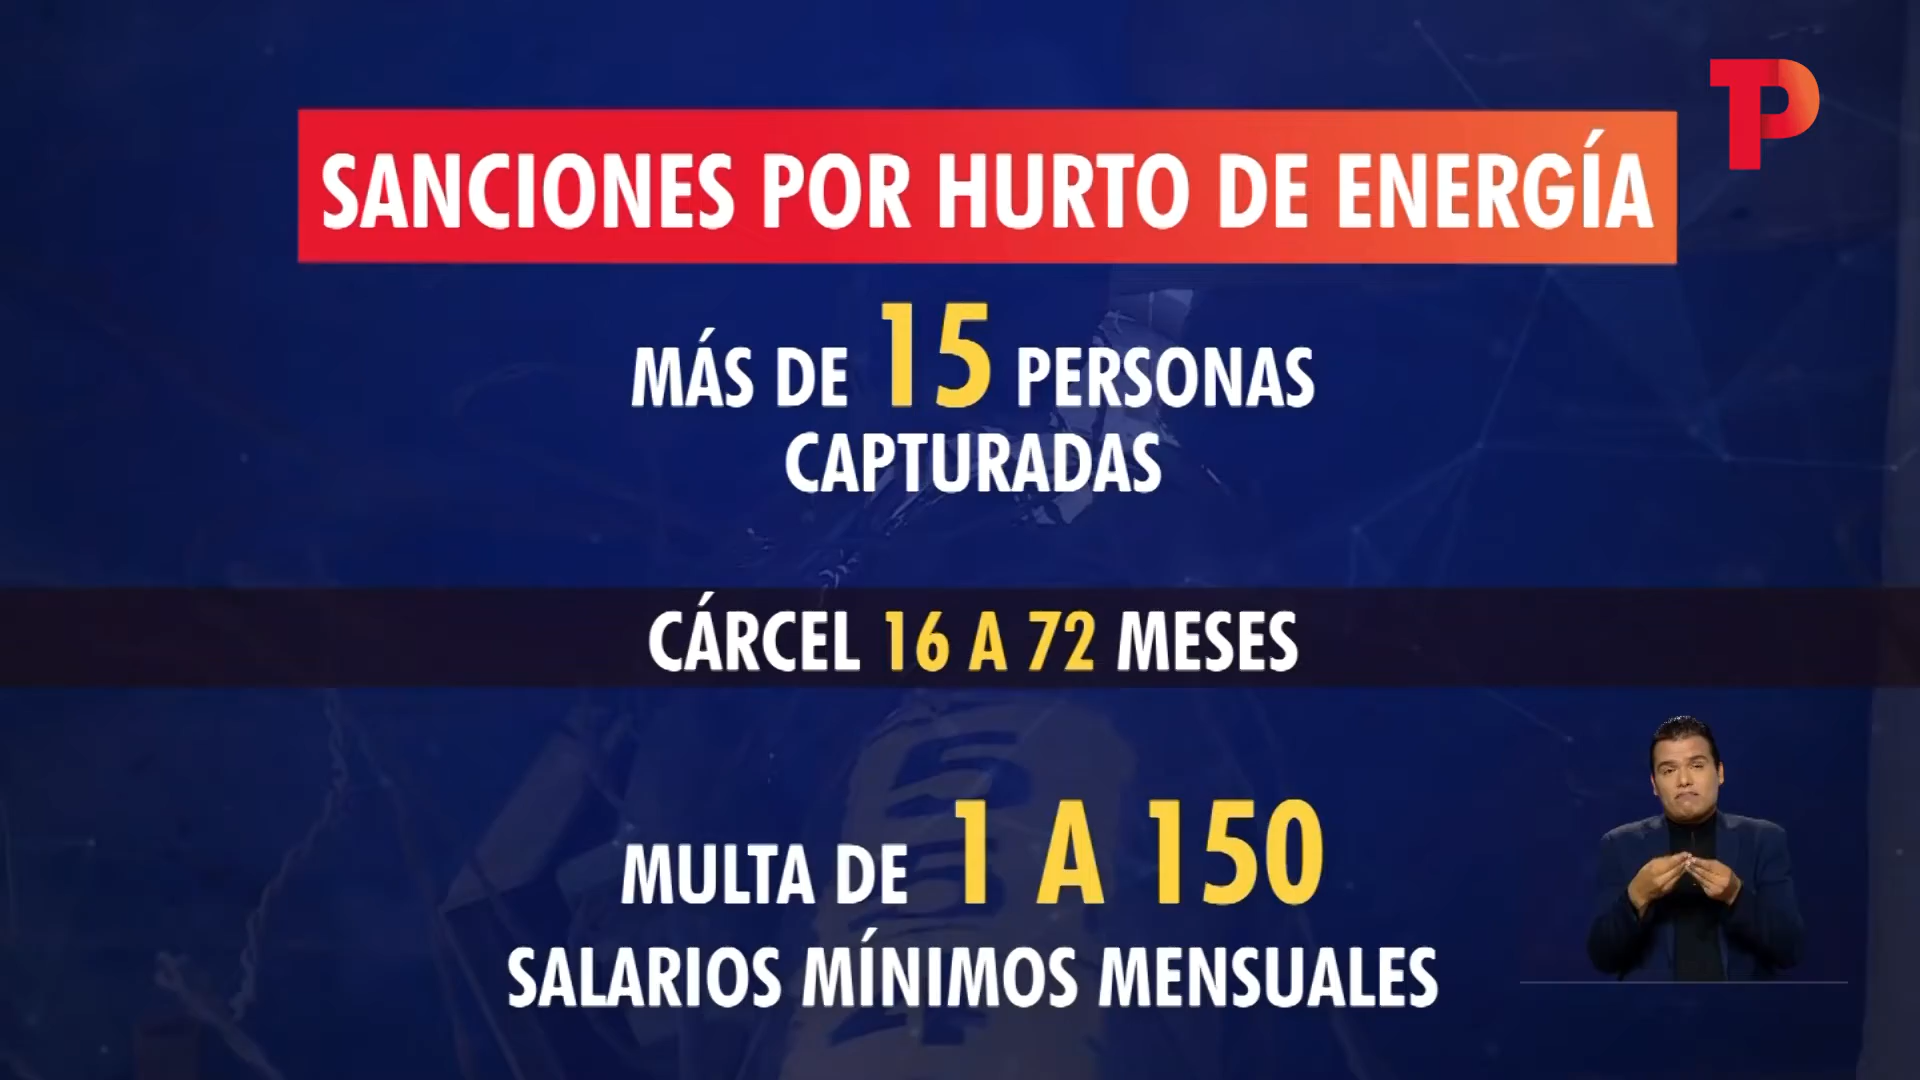 TP
SANCIONES POR HURTO DE ENERGÍA
MÁS DE 15 PERSONAS
CAPTURADAS
CÁRCEL 16 A 72 MESES
MULTA DE 1 A 150
SALARIOS MÍNIMOS MENSUALES